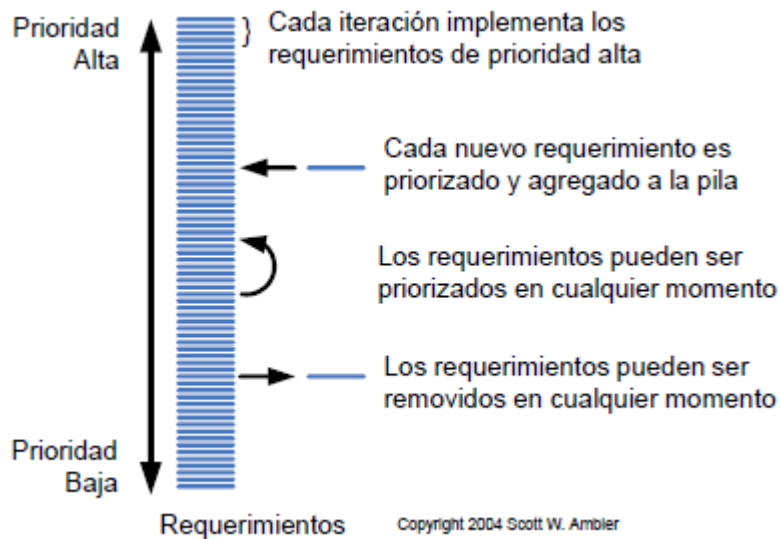 Prioridad
Alta
}
Cada iteración implementa los
requerimientos de prioridad alta
Cada nuevo requerimiento es
priorizado y agregado a la pila
Los requerimientos pueden ser
priorizados en cualquier momento
Los requerimientos pueden ser
removidos en cualquier momento
Prioridad
Baja
Requerimientos
Copyright 2004 Scott W. Ambler